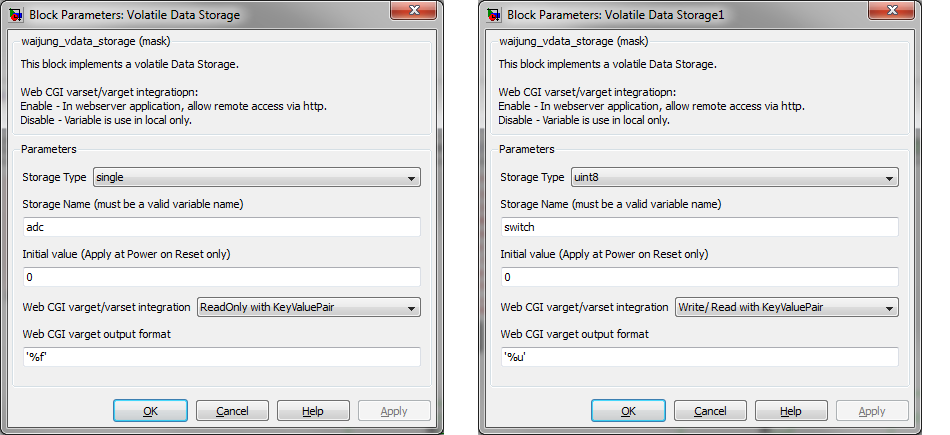 Block Parameters: Volatile Data Storage
waijung_vdata_storage (mask)
This block implements a volatile Data Storage.
Web CGI varset/varget integratiopn:
Enable - In webserver application, allow remote access via http.
Disable - Variable is use in local only.
Parameters
Storage Type single
Storage Name (must be a valid variable name)
adc
Initial value (Apply at Power on Reset only)
0
Web CGI varget/varset integration ReadOnly with KeyValuePair
Web CGI varget output format
'%f'
OK Cancel Help Apply
Block Parameters: Volatile Data Storage1
waijung_vdata_storage (mask)
This block implements a volatile Data Storage.
Web CGI varset/varget integratiopn:
Enable - In webserver application, allow remote access via http.
Disable - Variable is use in local only.
Parameters
Storage Type uint8
Storage Name (must be a valid variable name)
switch
Initial value (Apply at Power on Reset only)
0
Web CGI varget/varset integration Write/ Read with KeyValuePair
Web CGI varget output format
'%u'
OK Cancel Help Apply